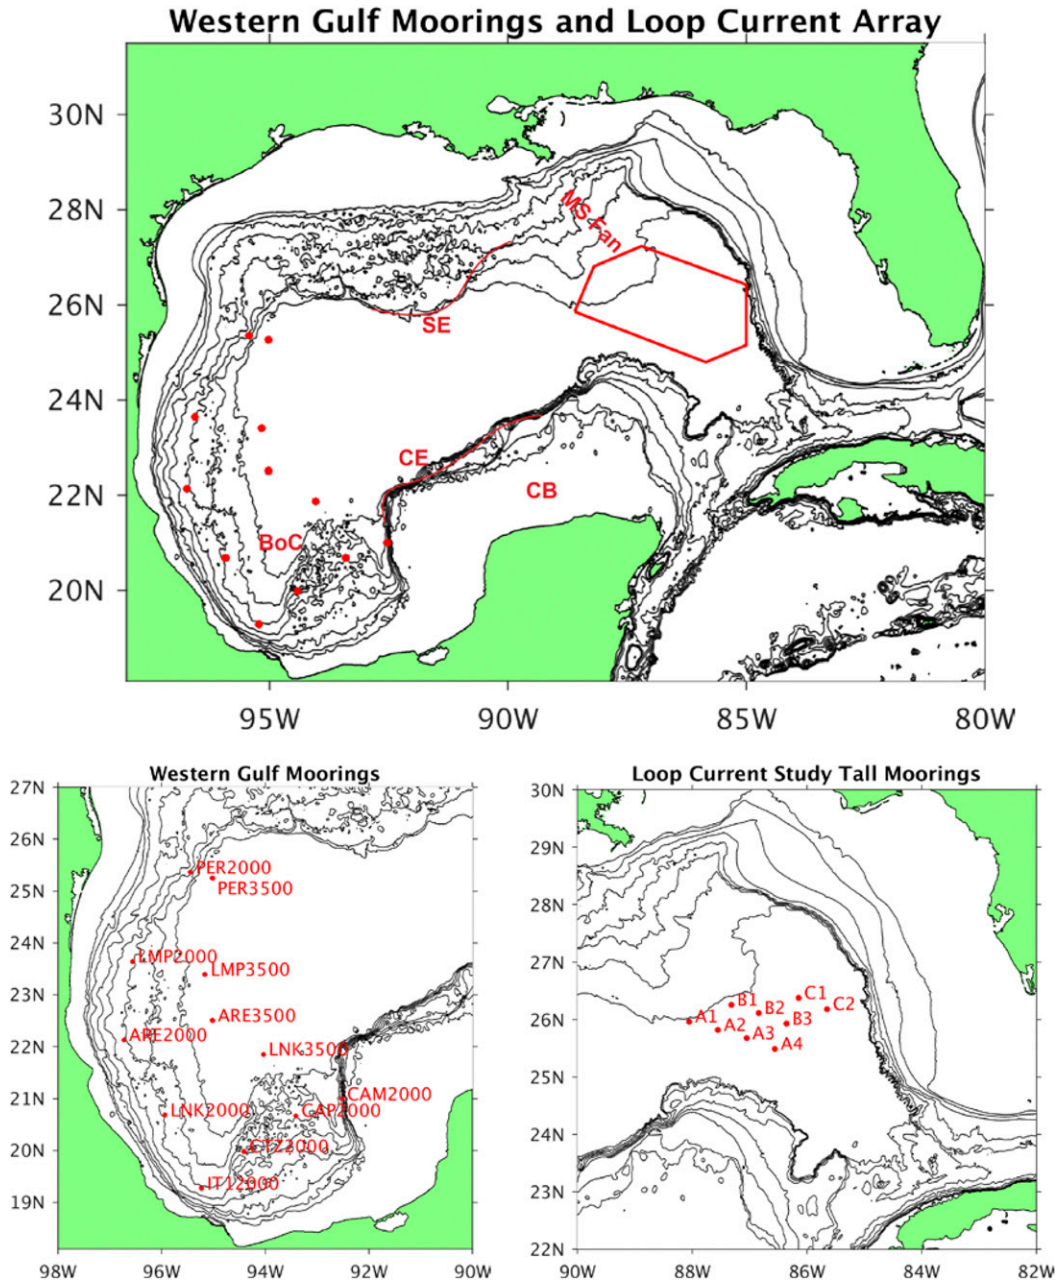 Western Gulf Moorings and Loop Current Array
30N
28N
26N
24N
22N
20N
MS Fan
SE
CE
CB
BoC
95W
90W
85W
80W
Western Gulf Moorings
27N
26N
25N
24N
23N
22N
21N
20N
19N
PER2000
PER3500
LMP2000
LMP3500
ARE3500
ARE2000
LNK3500
CAM2000
LNK2000
CAP2000
CTZ2000
IT12000
98W
96W
94W
92W
90W
Loop Current Study Tall Moorings
30N
29N
28N
27N
26N
25N
24N
23N
22N
C1
B1
C2
B2
A1
B3
A2
A3
A4
90W
88W
86W
84W
82W